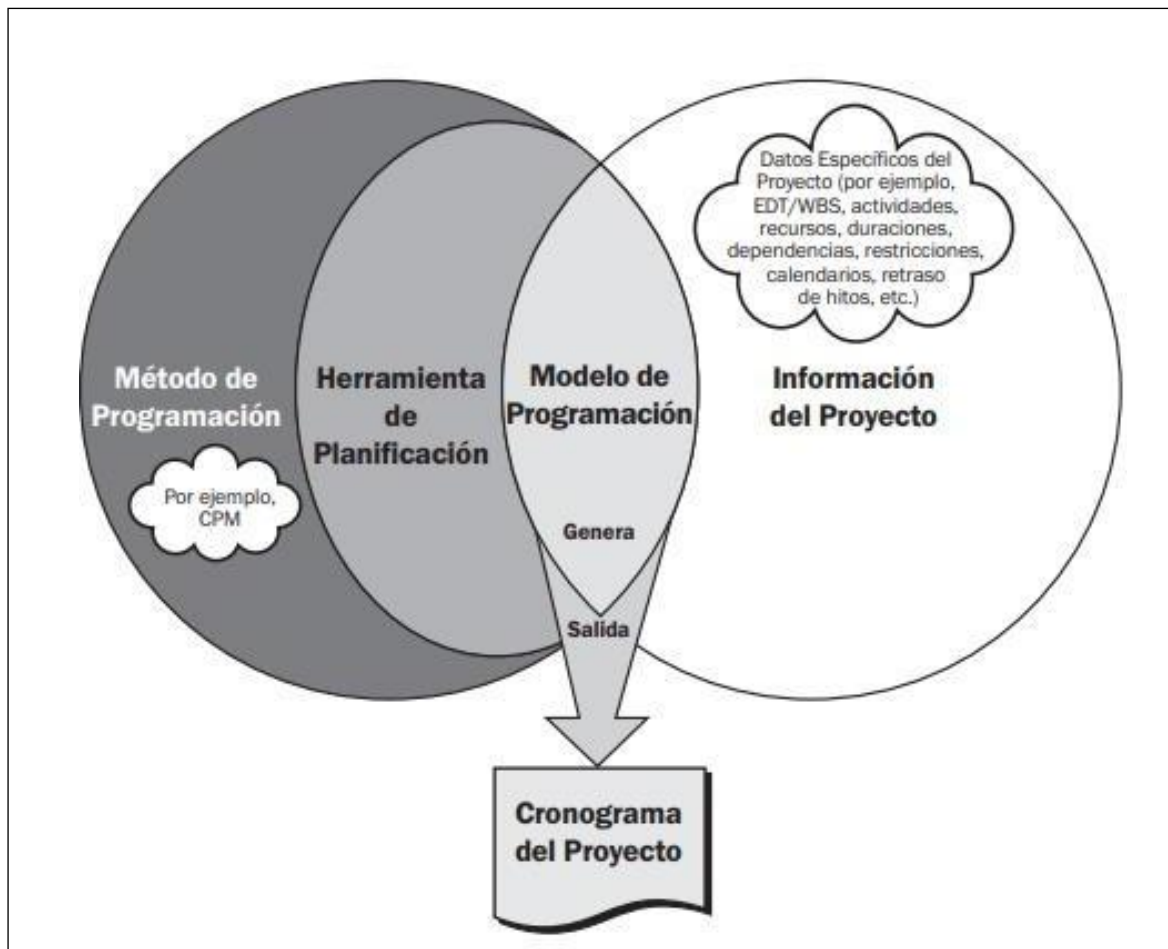 Datos Específicos del
Proyecto (por ejemplo,
EDT/WBS, actividades,
recursos, duraciones,
dependencias, restricciones,
calendarios, retraso
de hitos, etc.)
Método de
Programación
Por ejemplo,
CPM
Herramienta
de
Planificación
Modelo de
Programación
Información
del Proyecto
Genera
Salida
Cronograma
del Proyecto